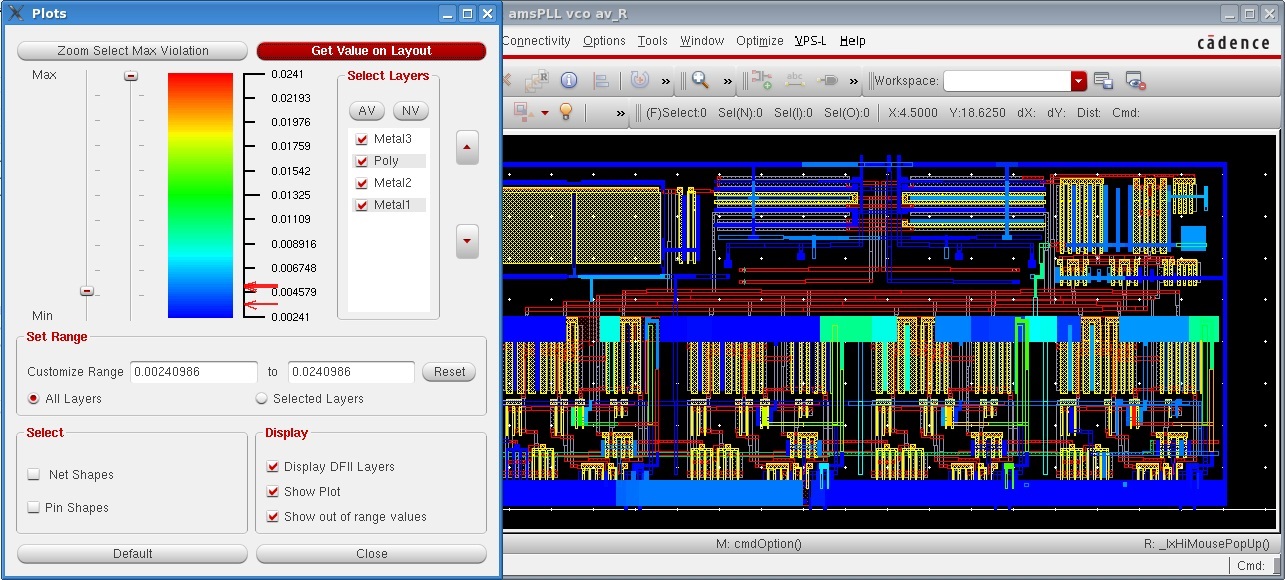 Plots
Zoom Select Max Violation
Get Value on Layout
Max
Min
0.0241
0.02193
0.01976
0.01759
0.01542
0.01325
0.01109
0.008916
0.006748
0.004579
0.00241
Select Layers
AV NV
Metal3
Poly
Metal2
Metal1
Set Range
Customize Range 0.00240986 to 0.0240986 Reset
All Layers Selected Layers
Select
Net Shapes
Pin Shapes
Display
Display DFII Layers
Show Plot
Show out of range values
Default Close
amsPLL vco av_R
Connectivity Options Tools Window Optimize VPS-L Help
cādence
abc
» » » Workspace:
» (F)Select:0 Sel(N):0 Sel(I):0 Sel(O):0 X:4.5000 Y:18.6250 dX: dY: Dist: Cmd:
M: cmdOption() R: _lxHiMousePopUp()
Cmd: